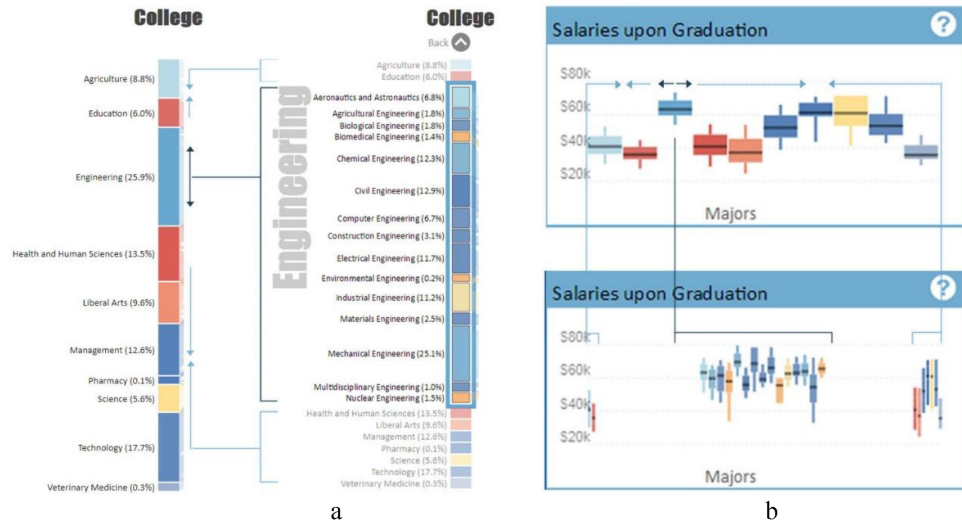 College
Agriculture (8.8%)
Education (6.0%)
Engineering (25.9%)
Health and Human Sciences (13.5%)
Liberal Arts (9.6%)
Management (12.6%)
Pharmacy (0.1%)
Science (5.6%)
Technology (17.7%)
Veterinary Medicine (0.3%)
College
Back
Engineering
Agriculture (8.8%)
Education (6.0%)
Aeronautics and Astronautics (6.8%)
Agricultural Engineering (1.8%)
Biological Engineering (1.8%)
Biomedical Engineering (1.4%)
Chemical Engineering (12.3%)
Civil Engineering (12.9%)
Computer Engineering (6.7%)
Construction Engineering (3.1%)
Electrical Engineering (11.7%)
Environmental Engineering (0.2%)
Industrial Engineering (11.2%)
Materials Engineering (2.5%)
Mechanical Engineering (25.1%)
Multidisciplinary Engineering (1.0%)
Nuclear Engineering (1.5%)
Health and Human Sciences (13.5%)
Liberal Arts (9.6%)
Management (12.6%)
Pharmacy (0.1%)
Science (5.6%)
Technology (17.7%)
Veterinary Medicine (0.3%)
a
Salaries upon Graduation ?
$80k
$60k
$40k
$20k
Majors
Salaries upon Graduation ?
$80k
$60k
$40k
$20k
Majors
b